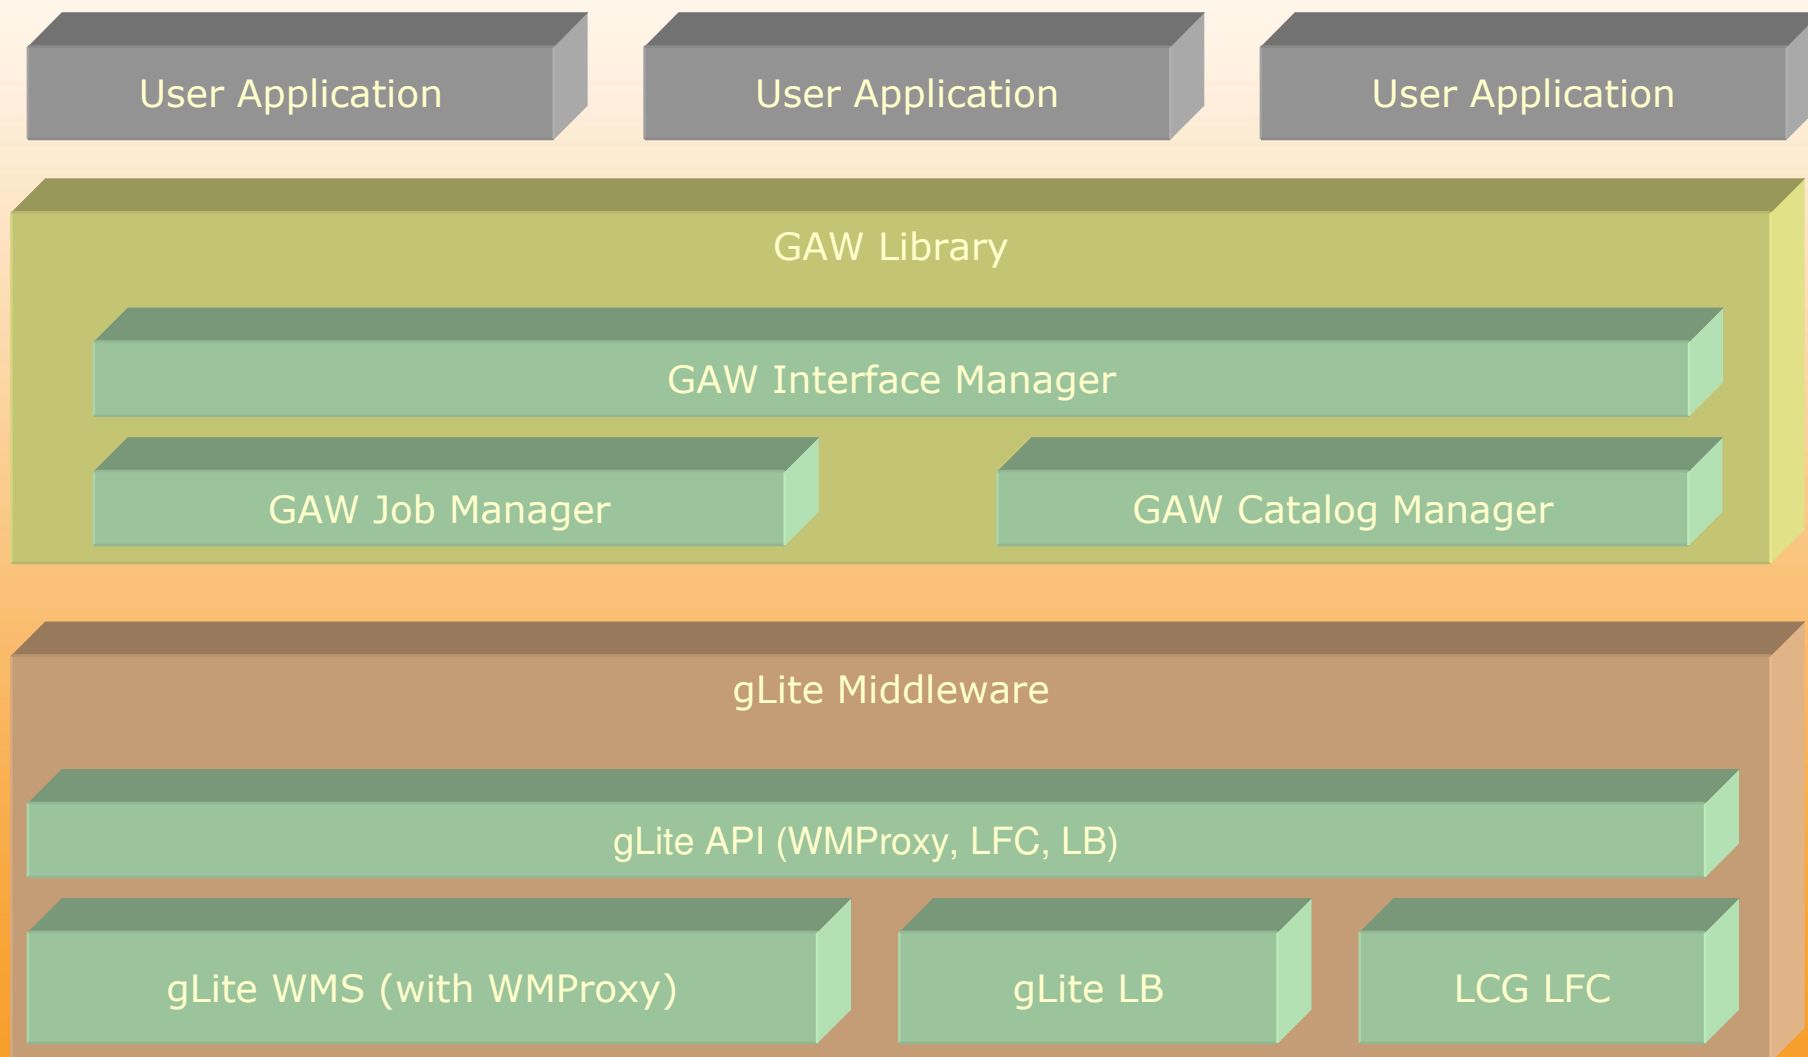 User Application
User Application
User Application
GAW Library
GAW Interface Manager
GAW Job Manager
GAW Catalog Manager
gLite Middleware
gLite API (WMProxy, LFC, LB)
gLite WMS (with WMProxy)
gLite LB
LCG LFC